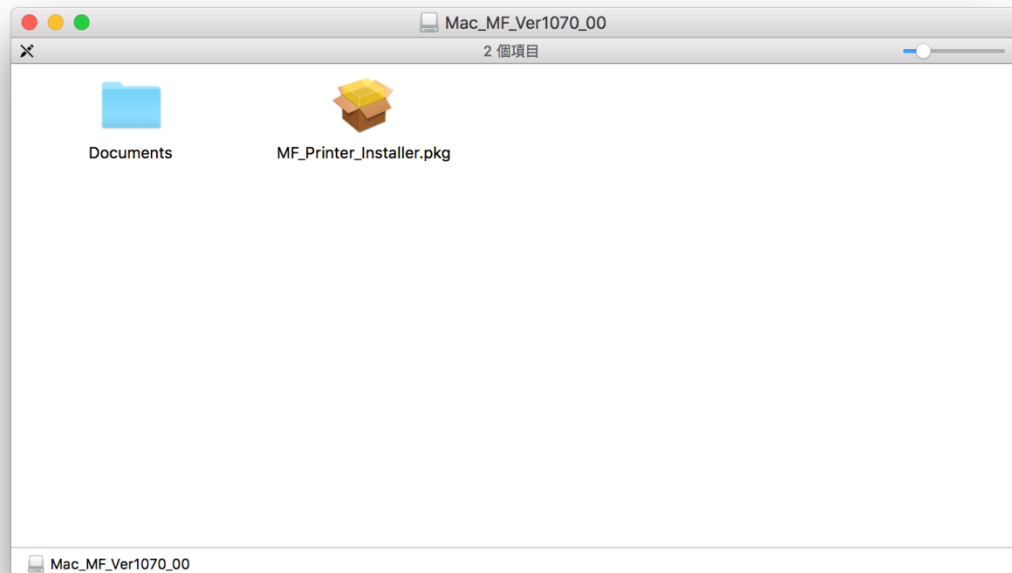 Mac_MF_Ver1070_00
2 個項目
Documents
MF_Printer_Installer.pkg
Mac_MF_Ver1070_00